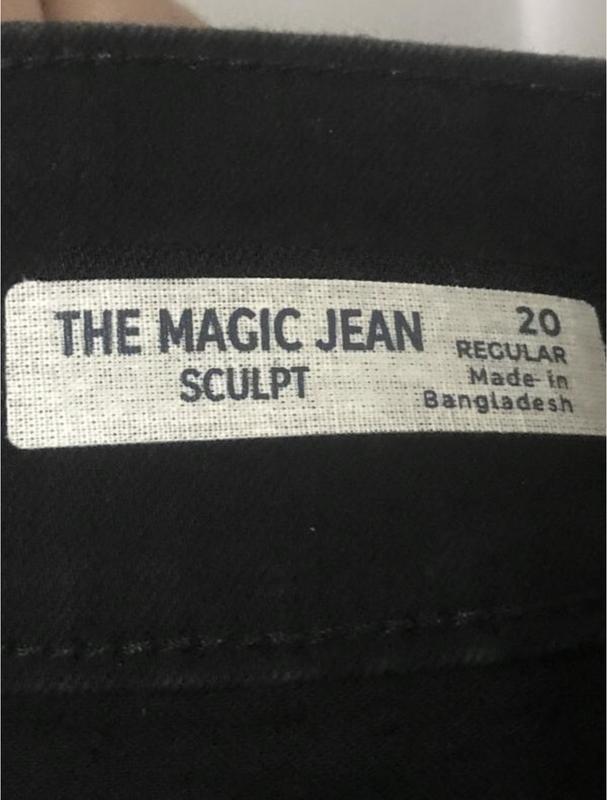 THE MAGIC JEAN
SCULPT
20
REGULAR
Made in
Bangladesh